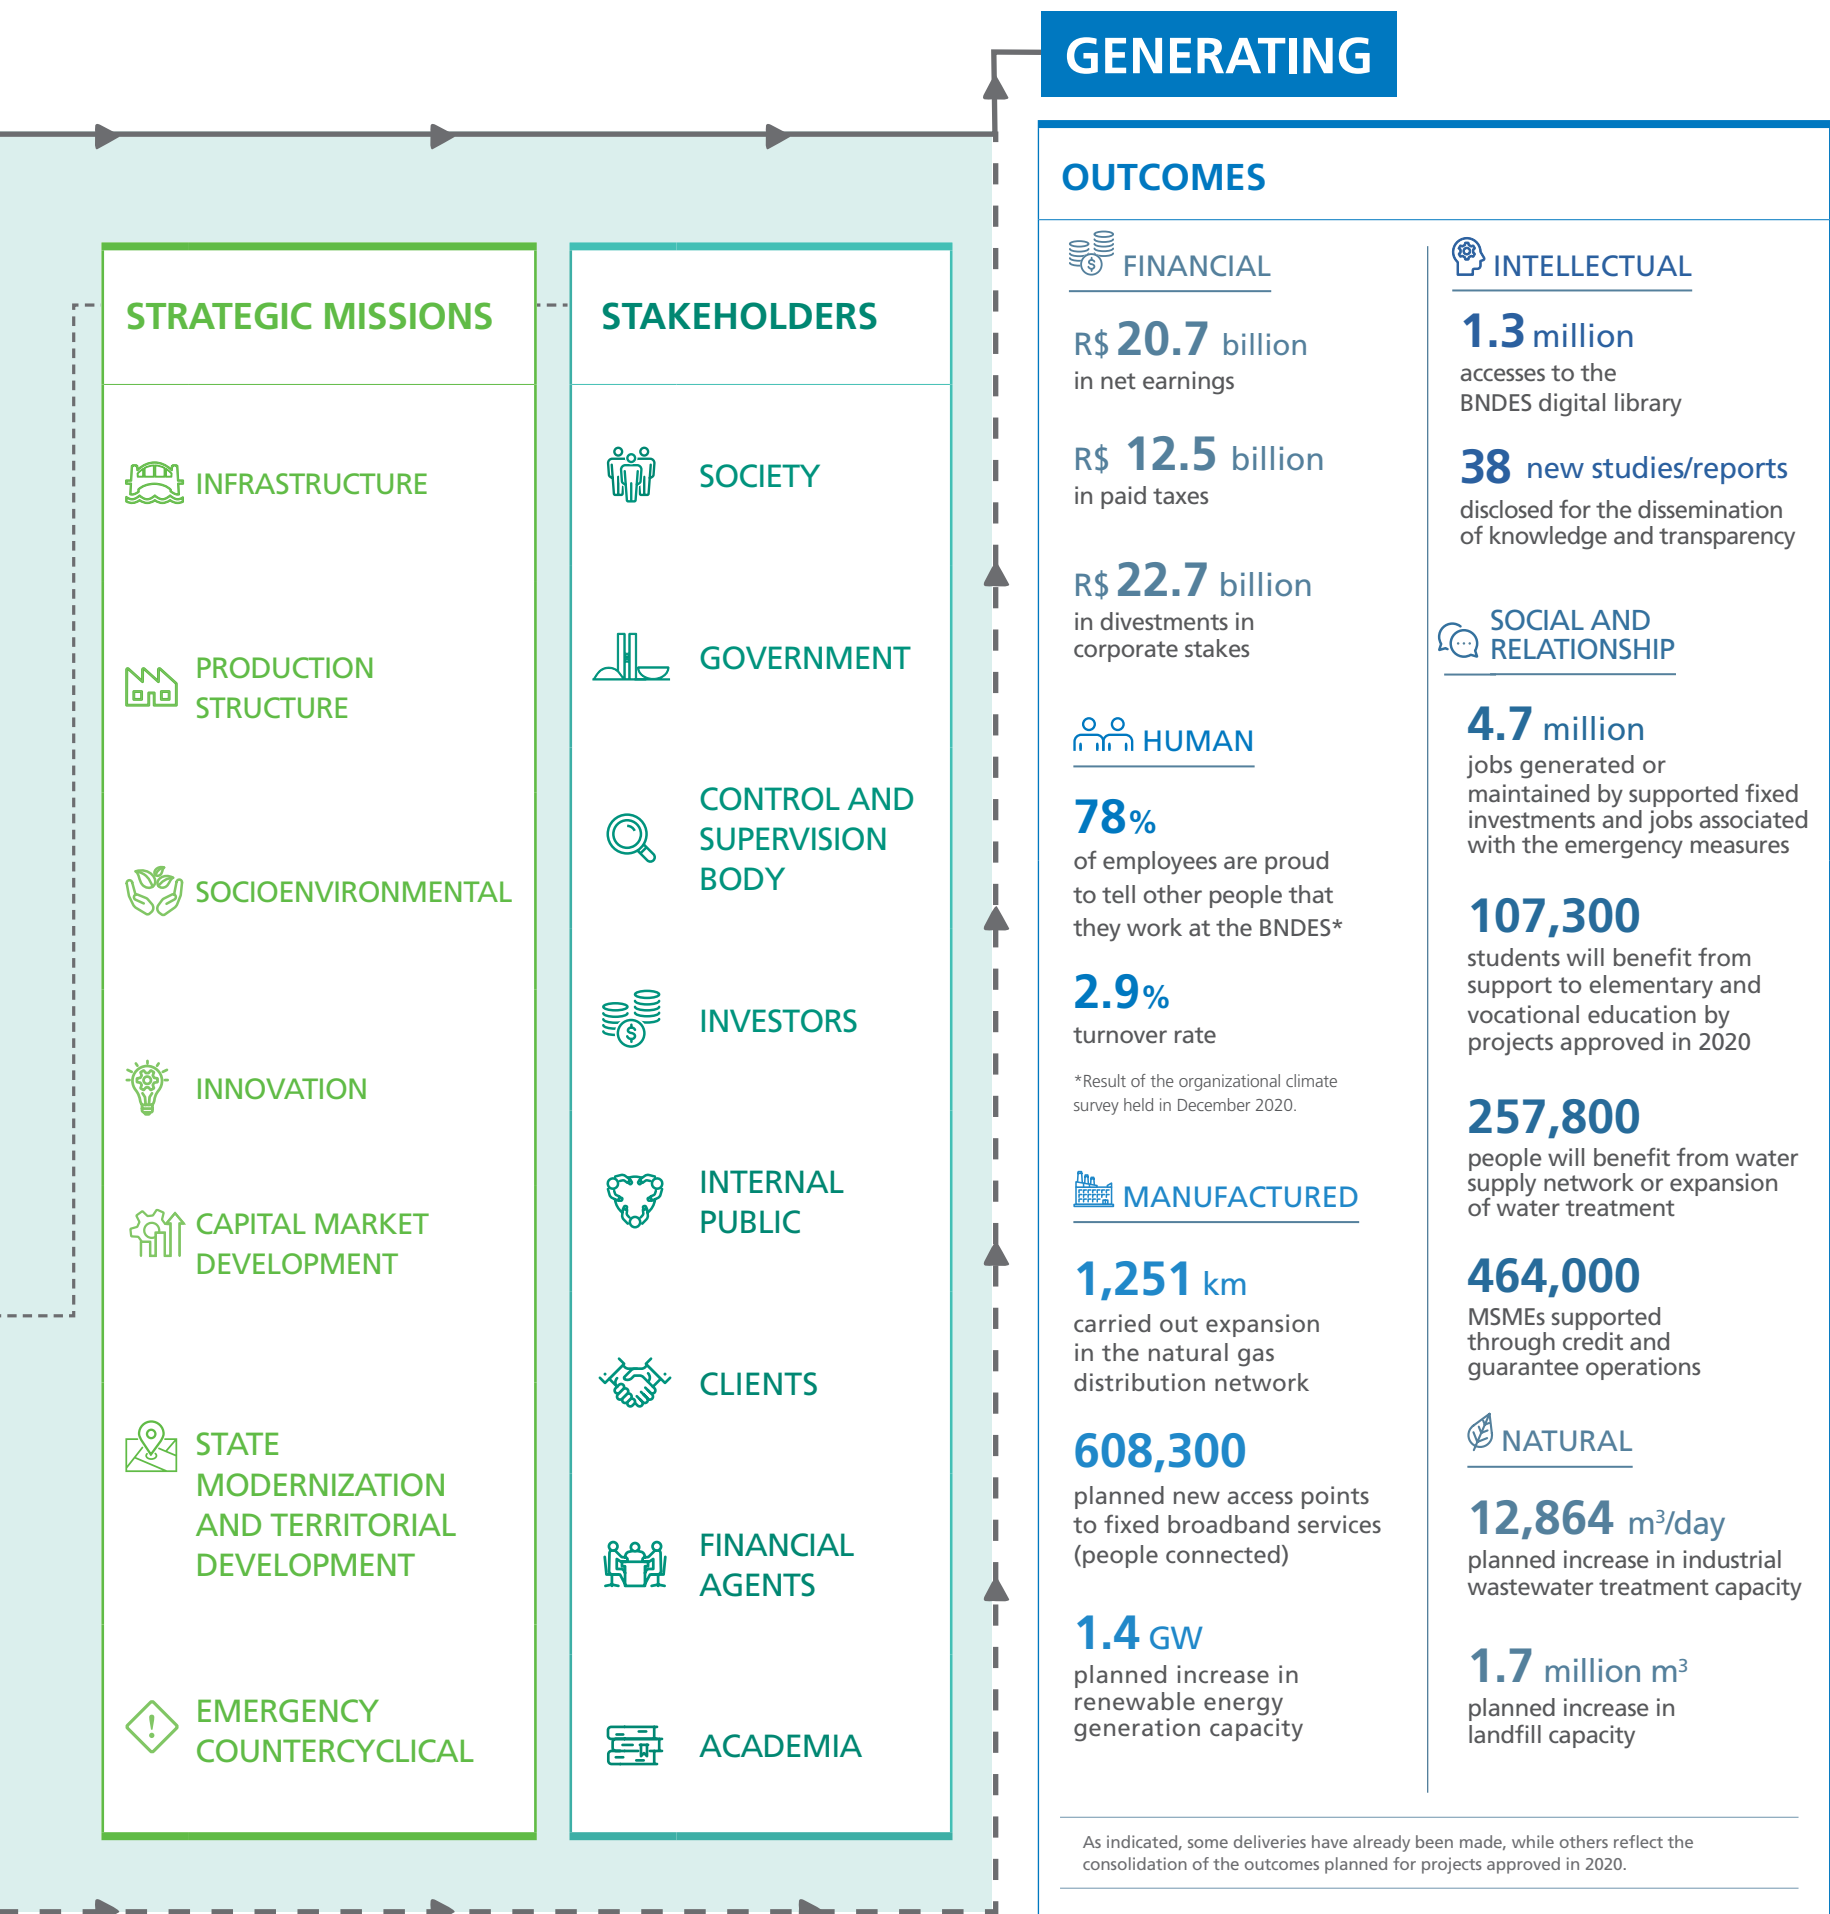 GENERATING
STRATEGIC MISSIONS
INFRASTRUCTURE
PRODUCTION
STRUCTURE
SOCIOENVIRONMENTAL
INNOVATION
CAPITAL MARKET
DEVELOPMENT
STATE
MODERNIZATION
AND TERRITORIAL
DEVELOPMENT
EMERGENCY
COUNTERCYCLICAL
STAKEHOLDERS
SOCIETY
GOVERNMENT
CONTROL AND
SUPERVISION
BODY
INVESTORS
INTERNAL
PUBLIC
CLIENTS
FINANCIAL
AGENTS
ACADEMIA
OUTCOMES
FINANCIAL
R$ 20.7 billion
in net earnings
R$ 12.5 billion
in paid taxes
R$ 22.7 billion
in divestments in
corporate stakes
HUMAN
78%
of employees are proud
to tell other people that
they work at the BNDES*
2.9%
turnover rate
*Result of the organizational climate
survey held in December 2020.
MANUFACTURED
1,251 km
carried out expansion
in the natural gas
distribution network
608,300
planned new access points
to fixed broadband services
(people connected)
1.4 GW
planned increase in
renewable energy
generation capacity
INTELLECTUAL
1.3 million
accesses to the
BNDES digital library
38 new studies/reports
disclosed for the dissemination
of knowledge and transparency
SOCIAL AND
RELATIONSHIP
4.7 million
jobs generated or
maintained by supported fixed
investments and jobs associated
with the emergency measures
107,300
students will benefit from
support to elementary and
vocational education by
projects approved in 2020
257,800
people will benefit from water
supply network or expansion
of water treatment
464,000
MSMEs supported
through credit and
guarantee operations
NATURAL
12,864 m³/day
planned increase in industrial
wastewater treatment capacity
1.7 million m³
planned increase in
landfill capacity
As indicated, some deliveries have already been made, while others reflect the
consolidation of the outcomes planned for projects approved in 2020.